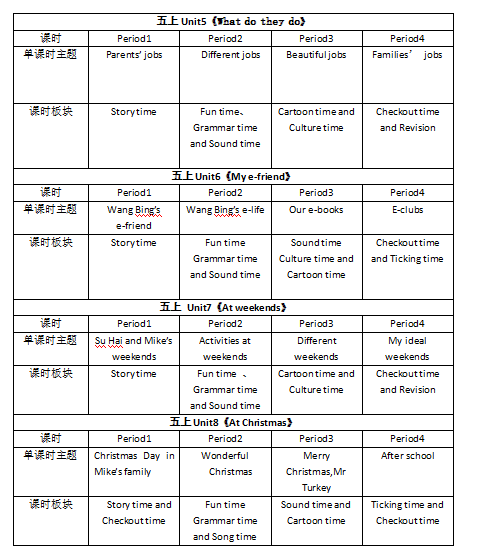 五上 Unit5《What do they do》
课时 Period1 Period2 Period3 Period4
单课时主题 Parents' jobs Different jobs Beautiful jobs Families' jobs
课时板块 Story time Fun time、 Cartoon time and Checkout time
Grammar time Culture time and Revision
and Sound time
五上 Unit6《My e-friend》
课时 Period1 Period2 Period3 Period4
单课时主题 Wang Bing's Wang Bing's e-life Our e-books E-clubs
e-friend
课时板块 Story time Fun time Sound time Checkout time
Grammar time Culture time and and Ticking time
and Sound time Cartoon time
五上 Unit7《At weekends》
课时 Period1 Period2 Period3 Period4
单课时主题 Su Hai and Mike's Activities at Different My ideal
weekends weekends weekends weekends
课时板块 Story time Fun time 、 Cartoon time and Checkout time
Grammar time Culture time and Revision
and Sound time
五上 Unit8《At Christmas》
课时 Period1 Period2 Period3 Period4
单课时主题 Christmas Day in Wonderful Merry After school
Mike's family Christmas Christmas,Mr
Turkey
课时板块 Story time and Fun time Sound time and Ticking time and
Checkout time Grammar time Cartoon time Checkout time
and Song time